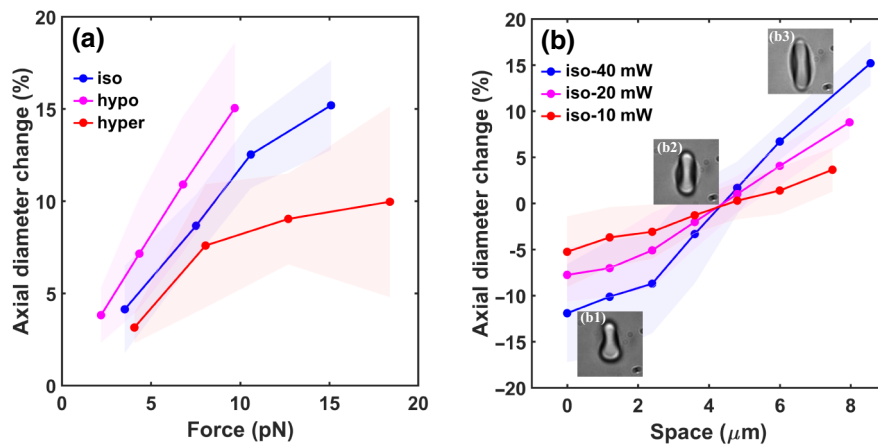 (a)
iso
hypo
hyper
Axial diameter change (%)
20
15
10
5
0
0
5
10
15
20
Force (pN)
(b)
iso-40 mW
iso-20 mW
iso-10 mW
(b3)
(b2)
(b1)
Axial diameter change (%)
20
15
10
5
0
−5
−10
−15
−20
0
2
4
6
8
Space (μm)